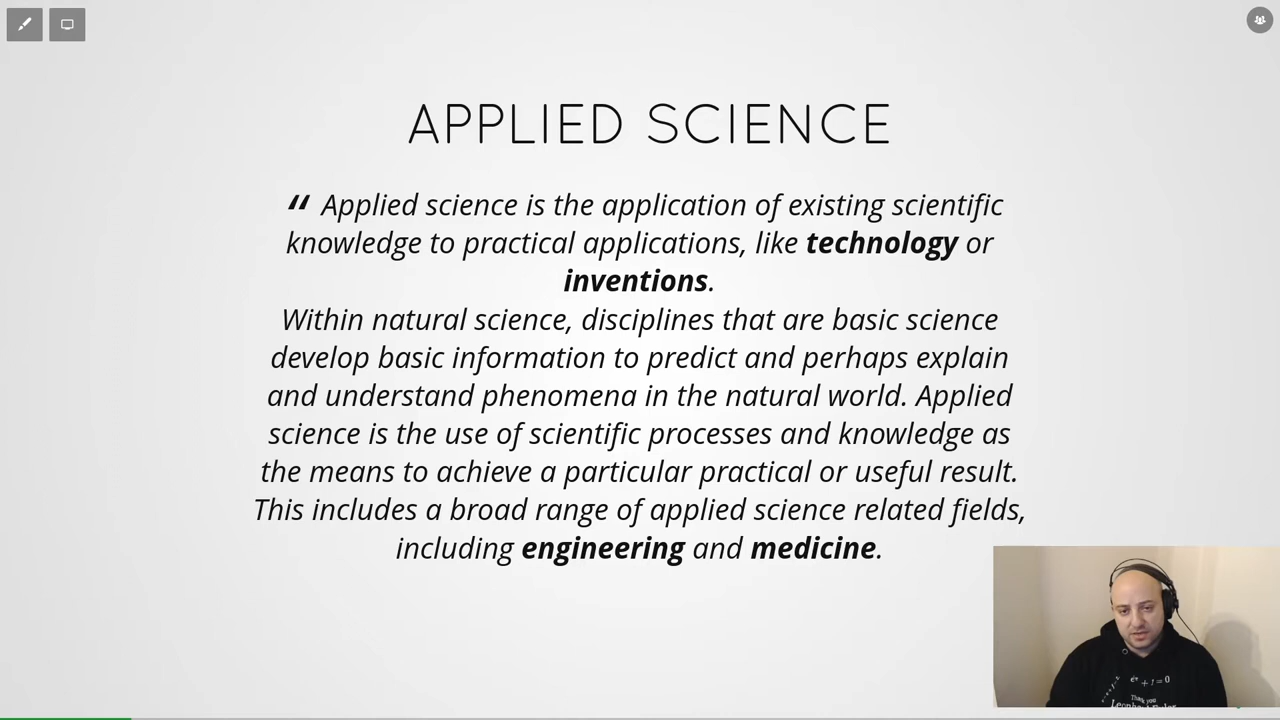 APPLIED SCIENCE
“ Applied science is the application of existing scientific
knowledge to practical applications, like technology or
inventions.
Within natural science, disciplines that are basic science
develop basic information to predict and perhaps explain
and understand phenomena in the natural world. Applied
science is the use of scientific processes and knowledge as
the means to achieve a particular practical or useful result.
This includes a broad range of applied science related fields,
including engineering and medicine.
Thank you